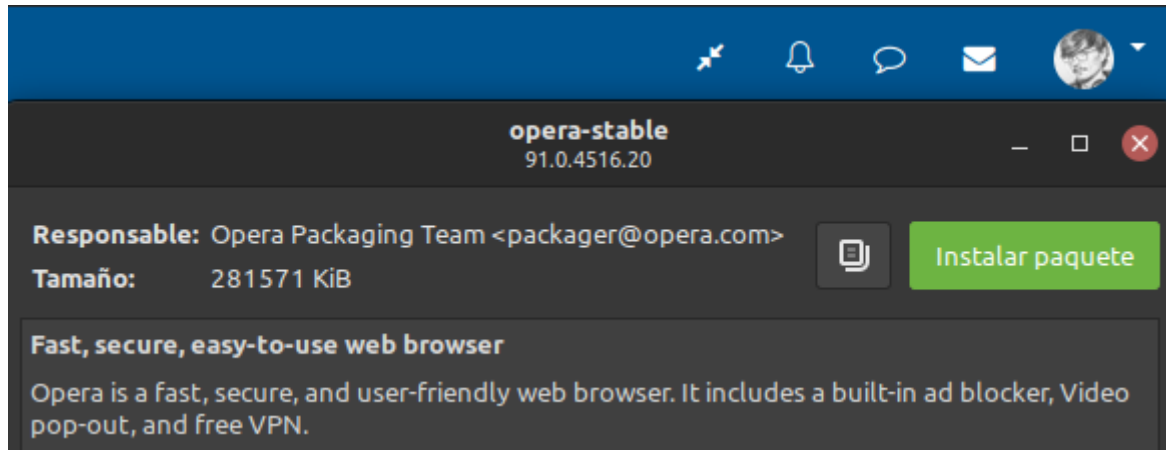 opera-stable
91.0.4516.20
Responsable: Opera Packaging Team <packager@opera.com>
Instalar paquete
Tamaño: 281571 KiB
Fast, secure, easy-to-use web browser
Opera is a fast, secure, and user-friendly web browser. It includes a built-in ad blocker, Video
pop-out, and free VPN.